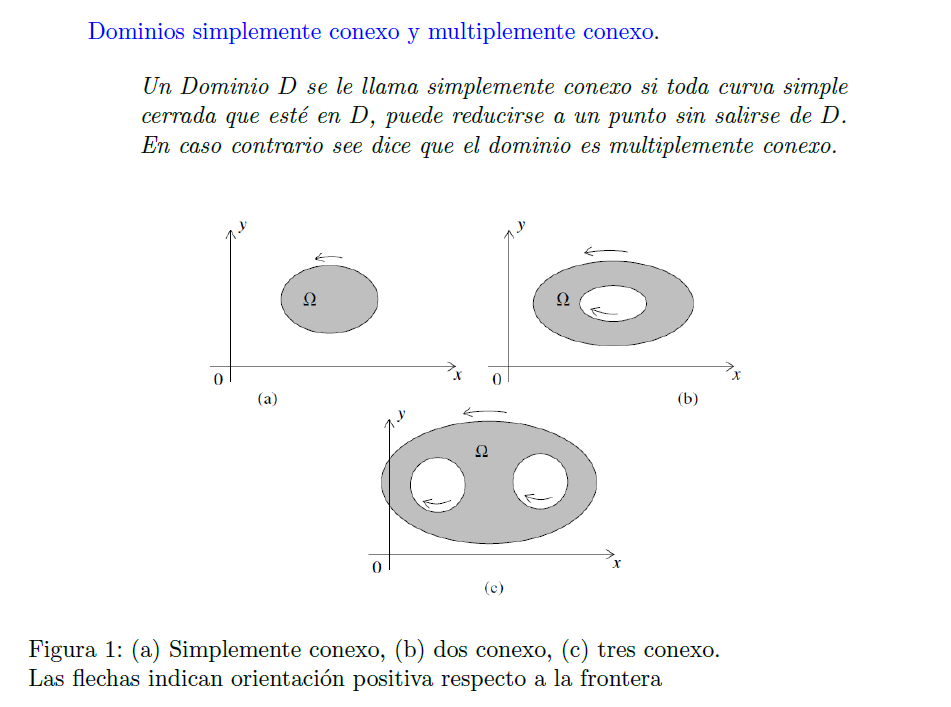 Dominios simplemente conexo y multiplemente conexo.
Un Dominio D se le llama simplemente conexo si toda curva simple
cerrada que esté en D, puede reducirse a un punto sin salirse de D.
En caso contrario see dice que el dominio es multiplemente conexo.
y
Ω
0
x
(a)
y
Ω
0
x
(b)
y
Ω
0
x
(c)
Figura 1: (a) Simplemente conexo, (b) dos conexo, (c) tres conexo.
Las flechas indican orientación positiva respecto a la frontera